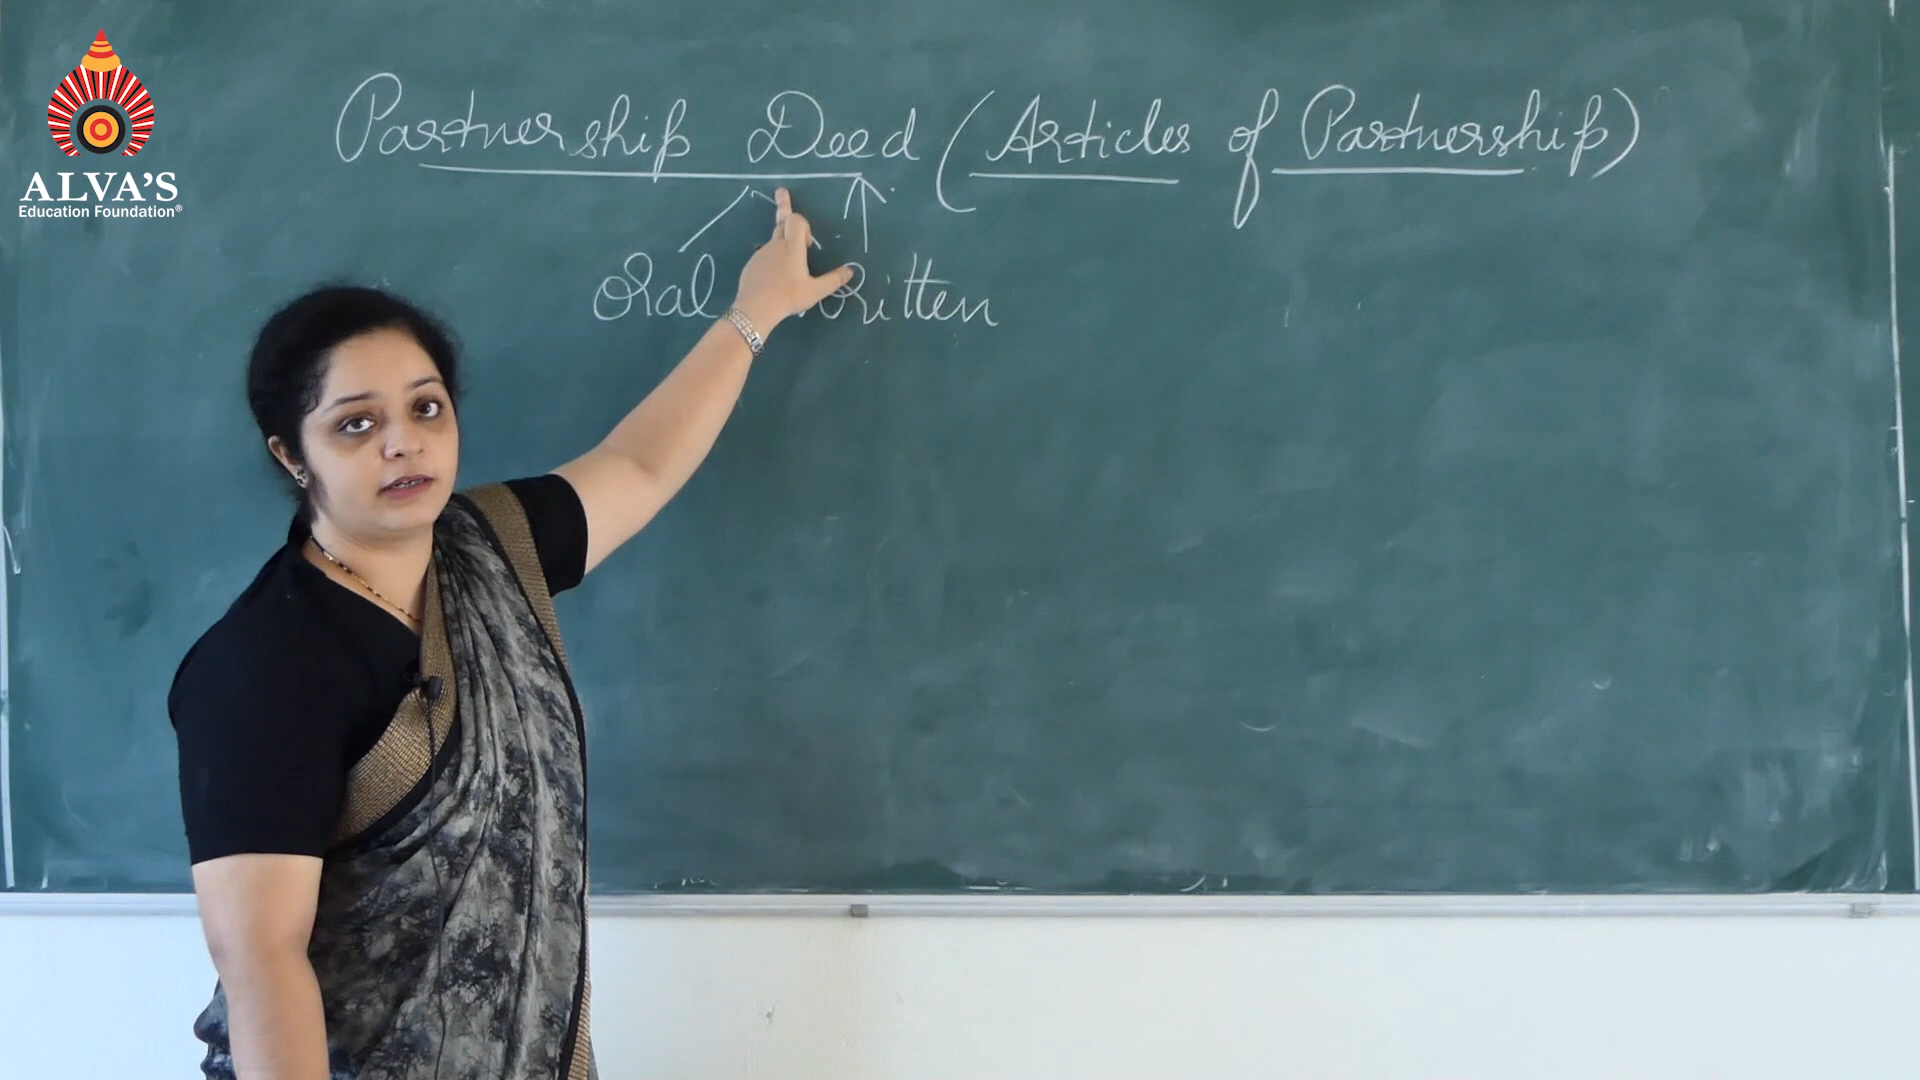 ALVA'S
Education Foundation®
Partnership Deed (Articles of Partnership)
Oral Written